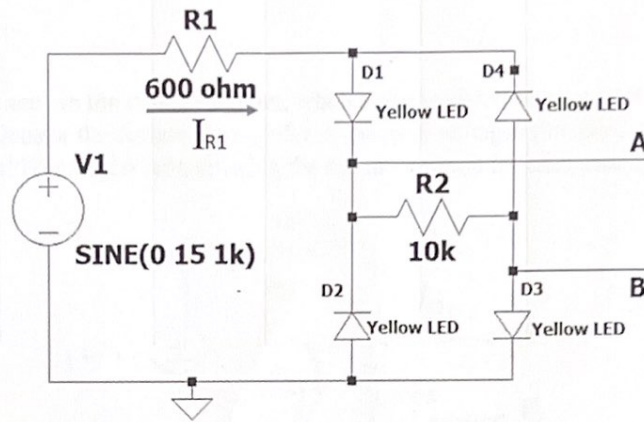 R1
600 ohm
I_R1
V1
SINE(0 15 1k)
D1
Yellow LED
D4
Yellow LED
A
R2
10k
B
D2
Yellow LED
D3
Yellow LED